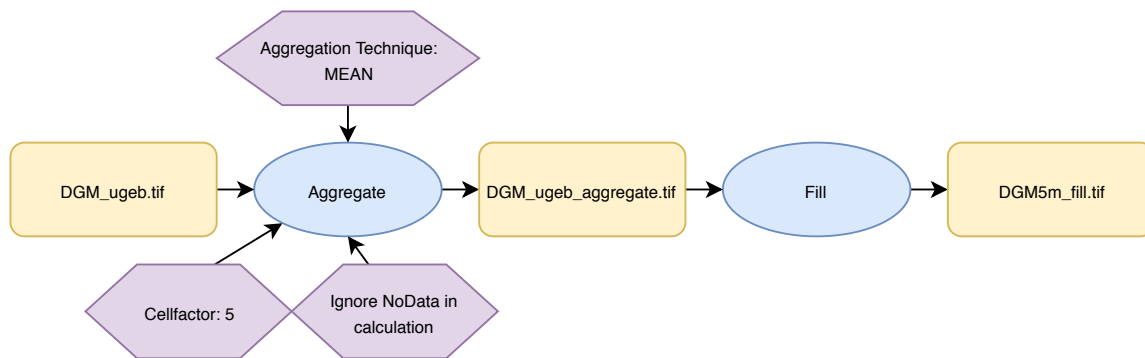 Aggregation Technique:
MEAN
DGM_ugeb.tif
Aggregate
DGM_ugeb_aggregate.tif
Fill
DGM5m_fill.tif
Cellfactor: 5
Ignore NoData in
calculation